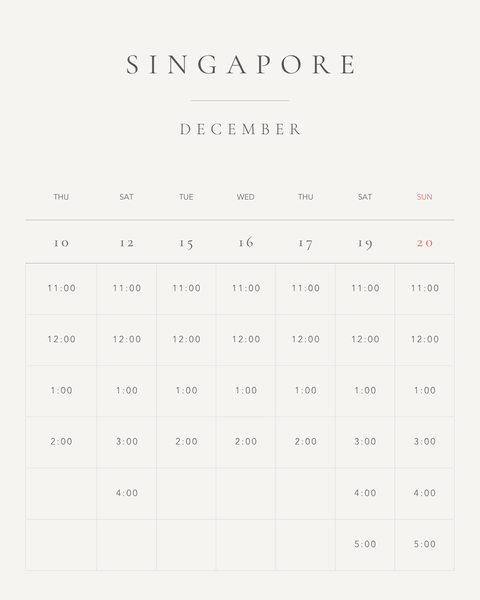 SINGAPORE
DECEMBER
THU SAT TUE WED THU SAT SUN
10 12 15 16 17 19 20
11:00 11:00 11:00 11:00 11:00 11:00 11:00
12:00 12:00 12:00 12:00 12:00 12:00 12:00
1:00 1:00 1:00 1:00 1:00 1:00 1:00
2:00 3:00 2:00 2:00 2:00 3:00 3:00
4:00 4:00 4:00
5:00 5:00